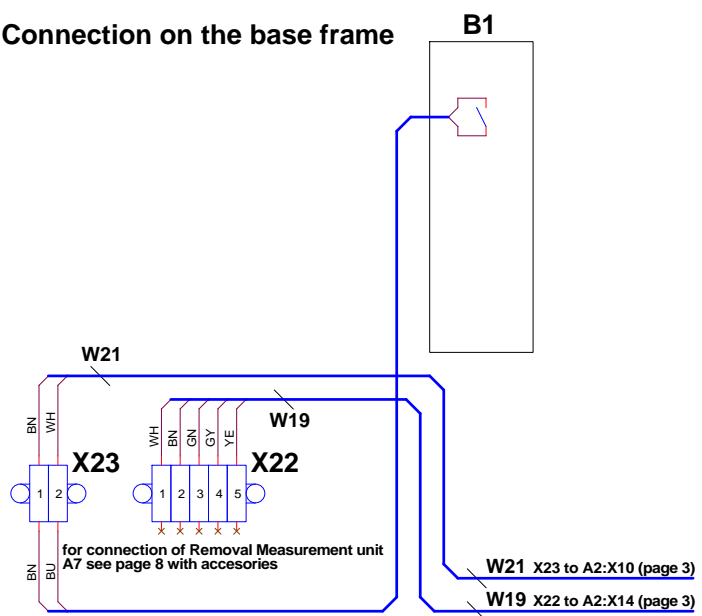 Connection on the base frame
B1
W21
W19
BN
WH
WH
BN
GN
GY
YE
X23
X22
1 2
1 2 3 4 5
for connection of Removal Measurement unit
A7 see page 8 with accesories
BN
BU
W21 X23 to A2:X10 (page 3)
W19 X22 to A2:X14 (page 3)